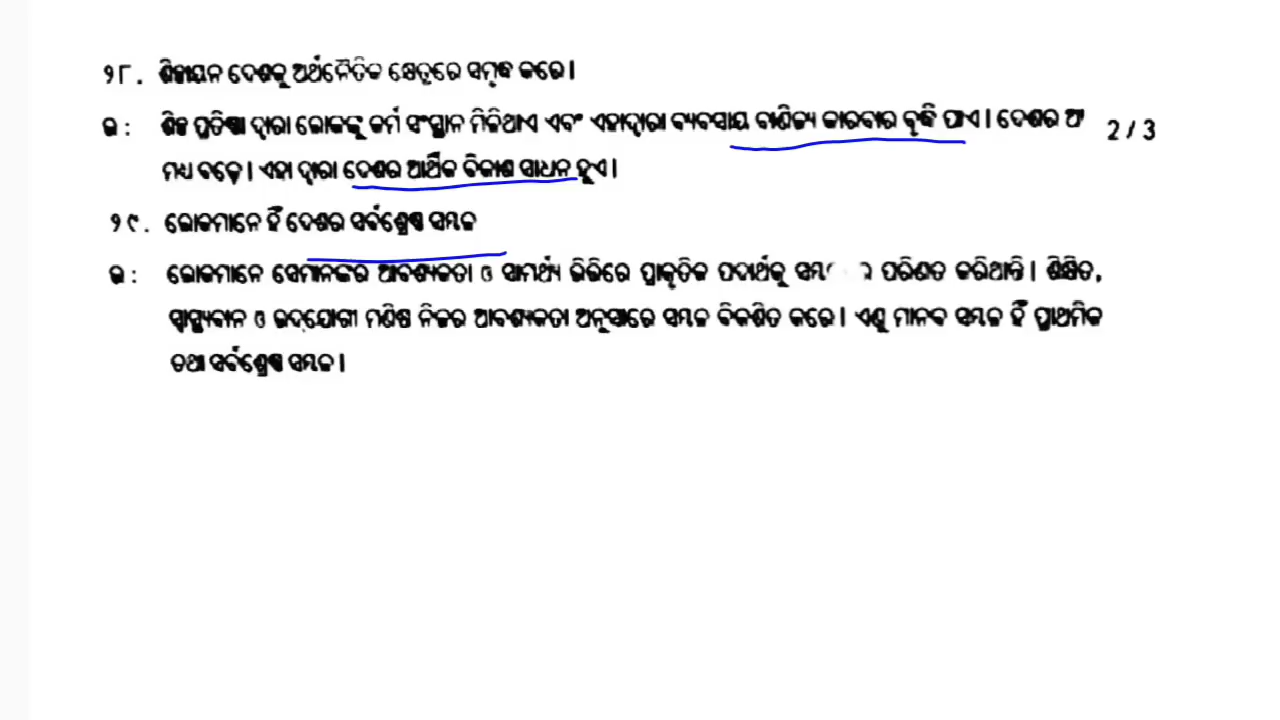 ୨୮. ଶିଳ୍ପାୟନ ଦେଶକୁ ଅର୍ଥନୈତିକ କ୍ଷେତ୍ରରେ ସମୃଦ୍ଧ କରେ।
ଉ: ଶିଳ୍ପ ପ୍ରତିଷ୍ଠା ଦ୍ୱାରା ଲୋକଙ୍କୁ କର୍ମ ସଂସ୍ଥାନ ମିଳିଥାଏ ଏବଂ ଏହାଦ୍ୱାରା ବ୍ୟବସାୟ ବାଣିଜ୍ୟ କାରବାର ବୃଦ୍ଧି ପାଏ। ଦେଶର
2 / 3
ମଧ୍ୟ ବଢ଼େ। ଏହା ଦ୍ୱାରା ଦେଶର ଆର୍ଥିକ ବିକାଶ ସାଧନ ହୁଏ।
୨୯. ଲୋକମାନେ ହିଁ ଦେଶର ସର୍ବଶ୍ରେଷ୍ଠ ସମ୍ବଳ
ଉ: ଲୋକମାନେ ସେମାନଙ୍କର ଆବଶ୍ୟକତା ଓ ସାମର୍ଥ୍ୟ ଭିତ୍ତିରେ ପ୍ରାକୃତିକ ପଦାର୍ଥକୁ ପରିଣତ କରିଥାନ୍ତି। ଶିକ୍ଷିତ,
ସ୍ୱାସ୍ଥ୍ୟବାନ ଓ ଉଦ୍‌ଯୋଗୀ ମଣିଷ ନିଜର ଆବଶ୍ୟକତା ଅନୁସାରେ ସମ୍ବଳ ବିକଶିତ କରେ। ଏଣୁ ମାନବ ସମ୍ବଳ ହିଁ ପ୍ରାଥମିକ
ତଥା ସର୍ବଶ୍ରେଷ୍ଠ ସମ୍ବଳ।